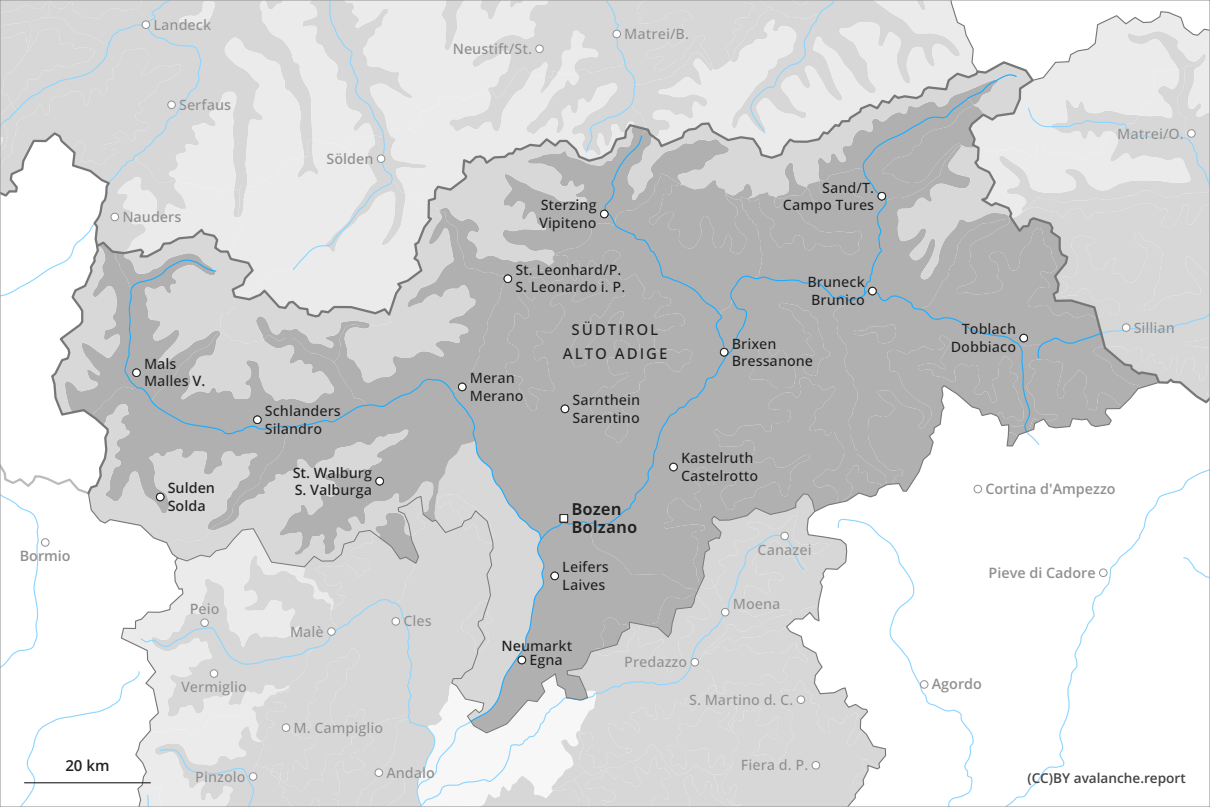 Landeck
Matrei/B.
Neustift/St.
Serfaus
Matrei/O.
Sölden
Sand/T.
Campo Tures
Nauders
Sterzing
Vipiteno
St. Leonhard/P.
S. Leonardo i. P.
Bruneck
Brunico
SÜDTIROL
ALTO ADIGE
Toblach
Dobbiaco
Sillian
Brixen
Bressanone
Mals
Malles V.
Meran
Merano
Sarnthein
Sarentino
Schlanders
Silandro
Kastelruth
Castelrotto
St. Walburg
S. Valburga
Sulden
Solda
Cortina d'Ampezzo
Bozen
Bolzano
Bormio
Canazei
Leifers
Laives
Pieve di Cadore
Peio
Moena
Malè
Cles
Neumarkt
Egna
Predazzo
Vermiglio
Agordo
S. Martino d. C.
M. Campiglio
20 km
Fiera d. P.
Pinzolo
Andalo
(CC)BY avalanche.report